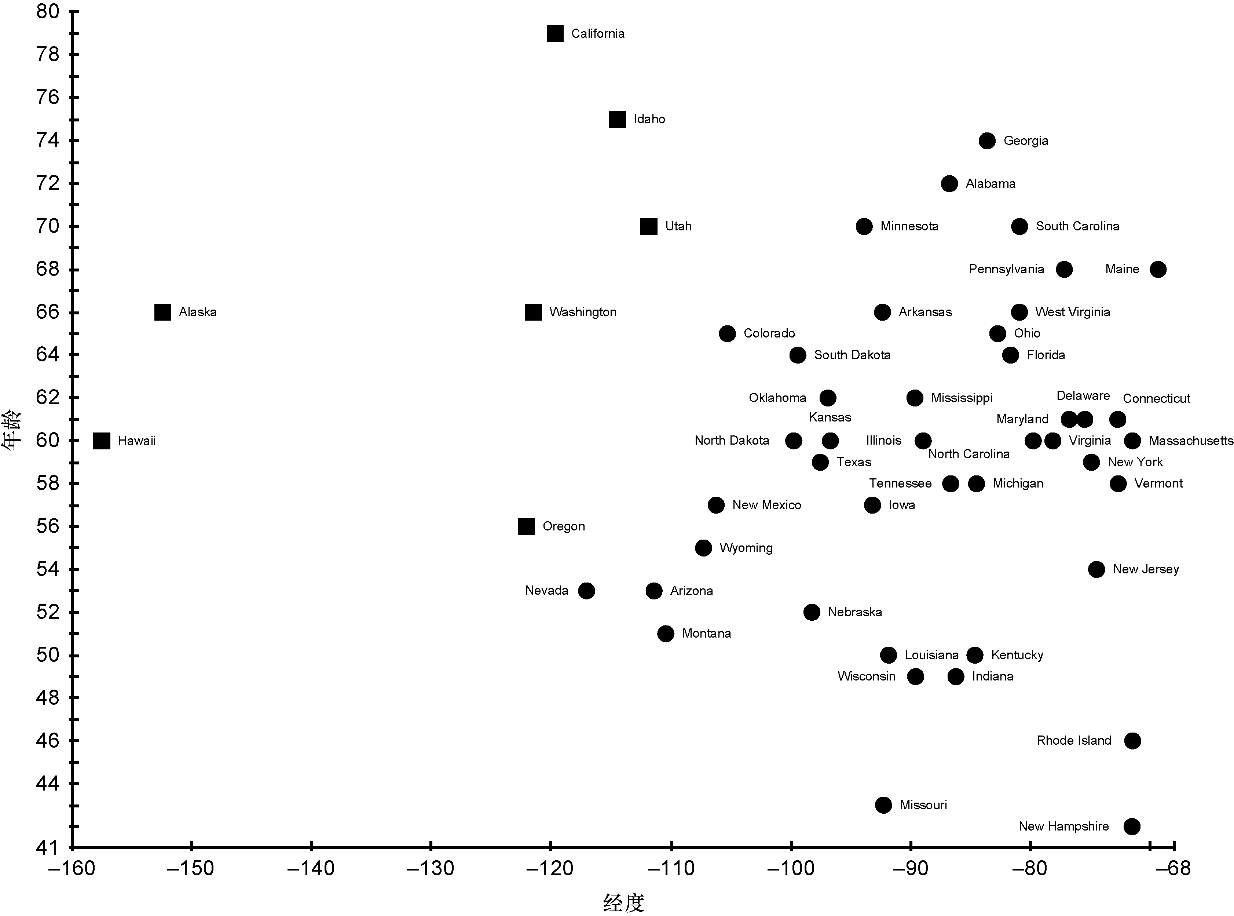 80
California
78
76
Idaho
74
Georgia
72
Alabama
70
Utah
Minnesota
South Carolina
68
Pennsylvania
Maine
66
Alaska
Washington
Arkansas
West Virginia
Colorado
Ohio
64
South Dakota
Florida
62
Oklahoma
Mississippi
Delaware
Connecticut
Kansas
Maryland
年龄
60
Hawaii
North Dakota
Illinois
Virginia
Massachusetts
North Carolina
Texas
New York
58
Tennessee
Michigan
Vermont
New Mexico
Iowa
56
Oregon
Wyoming
54
New Jersey
Nevada
Arizona
52
Nebraska
Montana
50
Louisiana
Kentucky
Wisconsin
Indiana
48
46
Rhode Island
44
Missouri
New Hampshire
41
–160 –150 –140 –130 –120 –110 –100 –90 –80 –68
经度